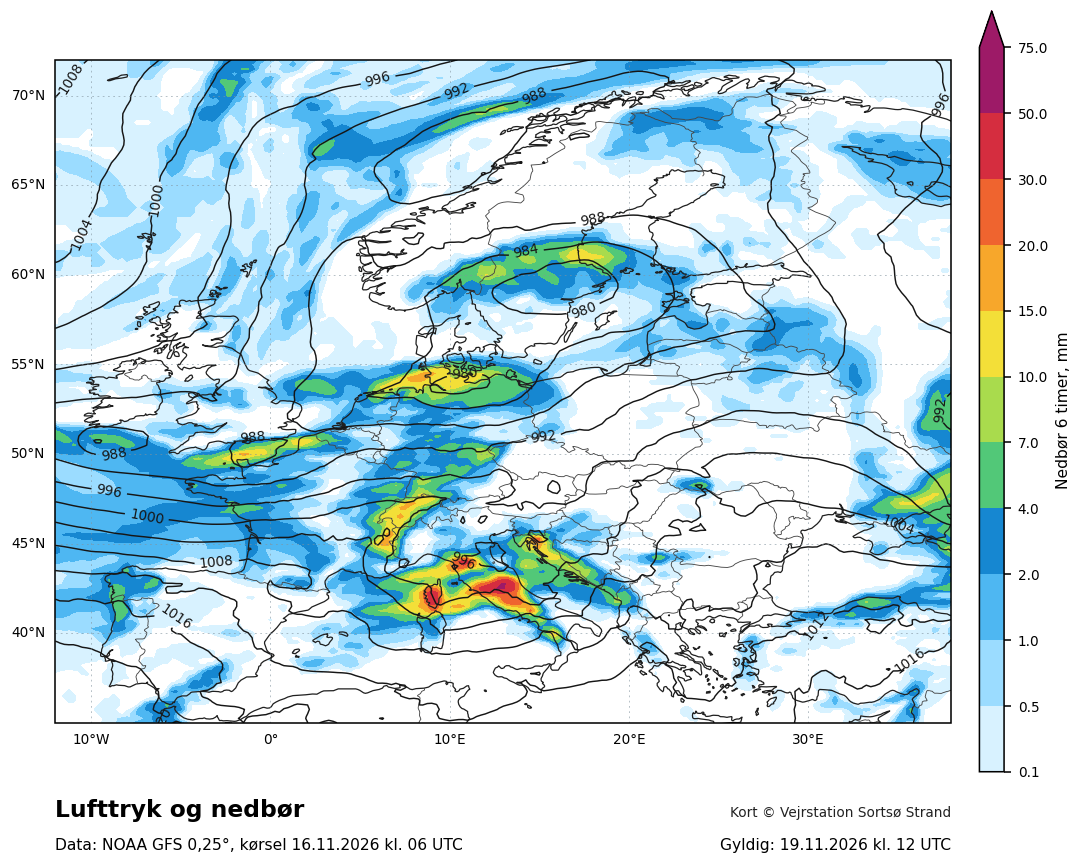 75.0
50.0
30.0
20.0
15.0
10.0
7.0
4.0
2.0
1.0
0.5
0.1
Nedbør 6 timer, mm
70°N
65°N
60°N
55°N
50°N
45°N
40°N
10°W
0°
10°E
20°E
30°E
1008
996
992
988
996
1000
1004
988
984
980
980
988
988
992
992
996
1000
1008
1004
996
1016
1012
1016
Lufttryk og nedbør
Kort © Vejrstation Sortsø Strand
Data: NOAA GFS 0,25°, kørsel 16.11.2026 kl. 06 UTC
Gyldig: 19.11.2026 kl. 12 UTC